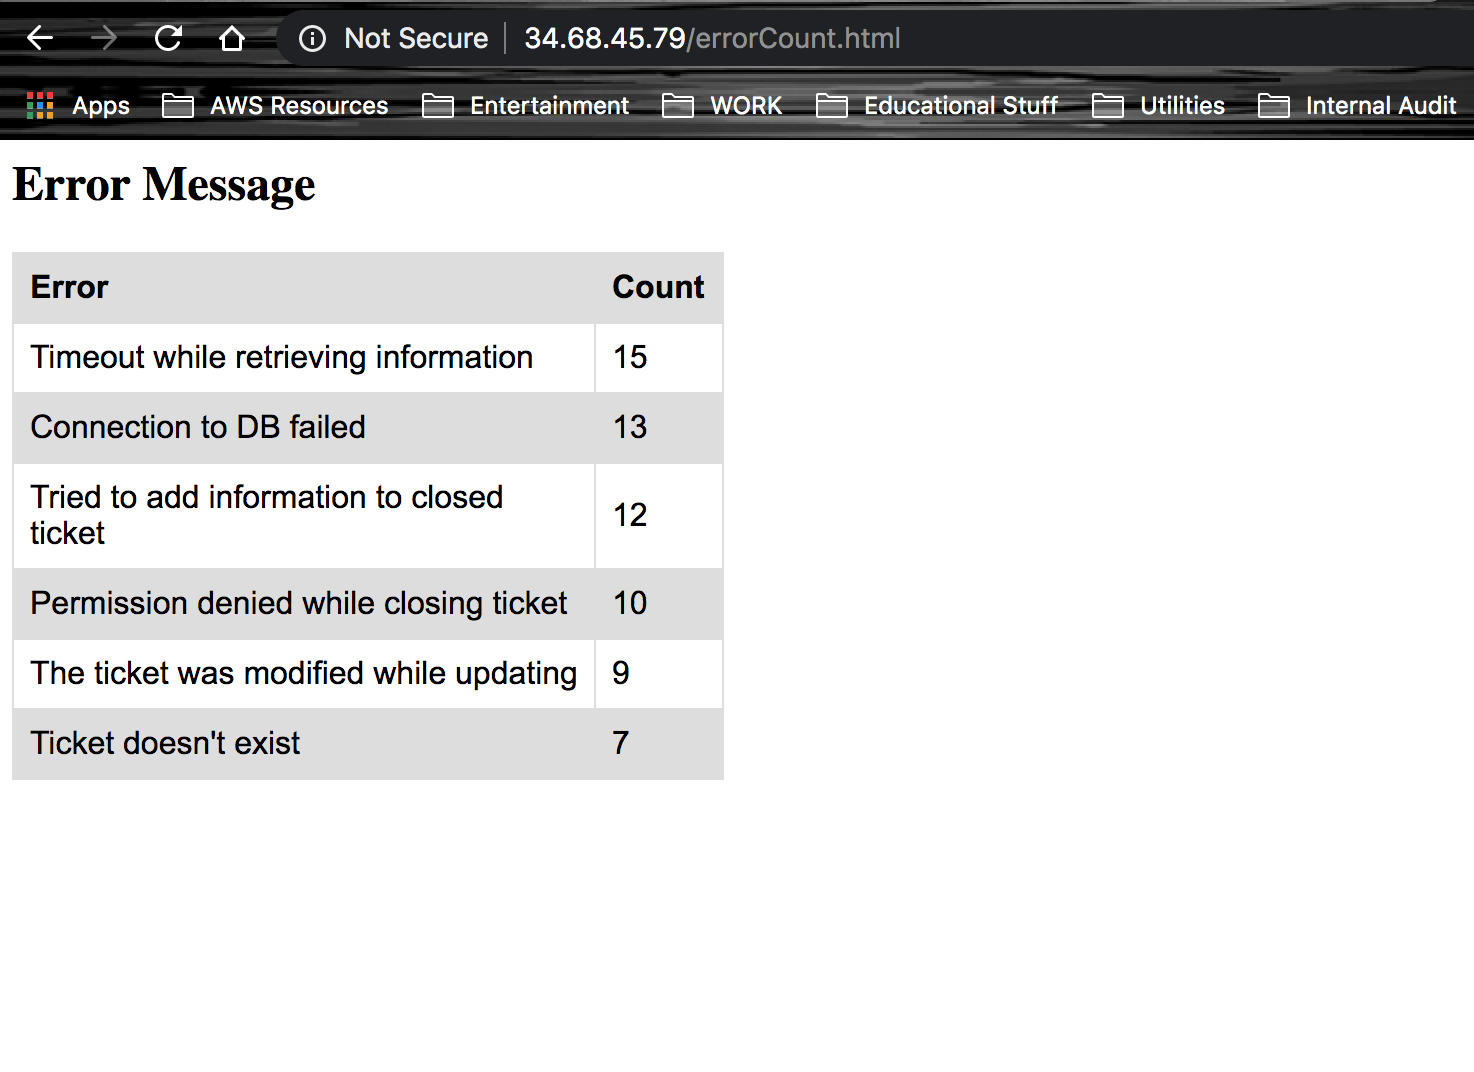 Not Secure 34.68.45.79/errorCount.html
Apps AWS Resources Entertainment WORK Educational Stuff Utilities Internal Audit
Error Message
Error Count
Timeout while retrieving information 15
Connection to DB failed 13
Tried to add information to closed
ticket 12
Permission denied while closing ticket 10
The ticket was modified while updating 9
Ticket doesn't exist 7